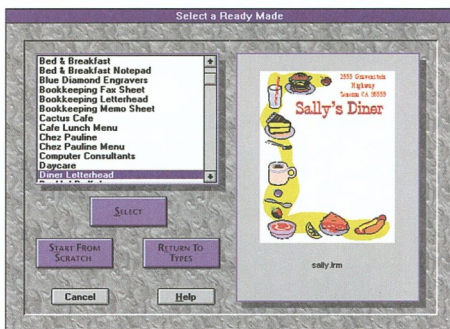 Select a Ready Made
Bed & Breakfast
Bed & Breakfast Notepad
Blue Diamond Engravers
Bookkeeping Fax Sheet
Bookkeeping Letterhead
Bookkeeping Memo Sheet
Cactus Cafe
Cafe Lunch Menu
Chez Pauline
Chez Pauline Menu
Computer Consultants
Daycare
Diner Letterhead
SELECT
START FROM
SCRATCH
RETURN TO
TYPES
Cancel
Help
Highway
Sally's Diner
sally.lrm